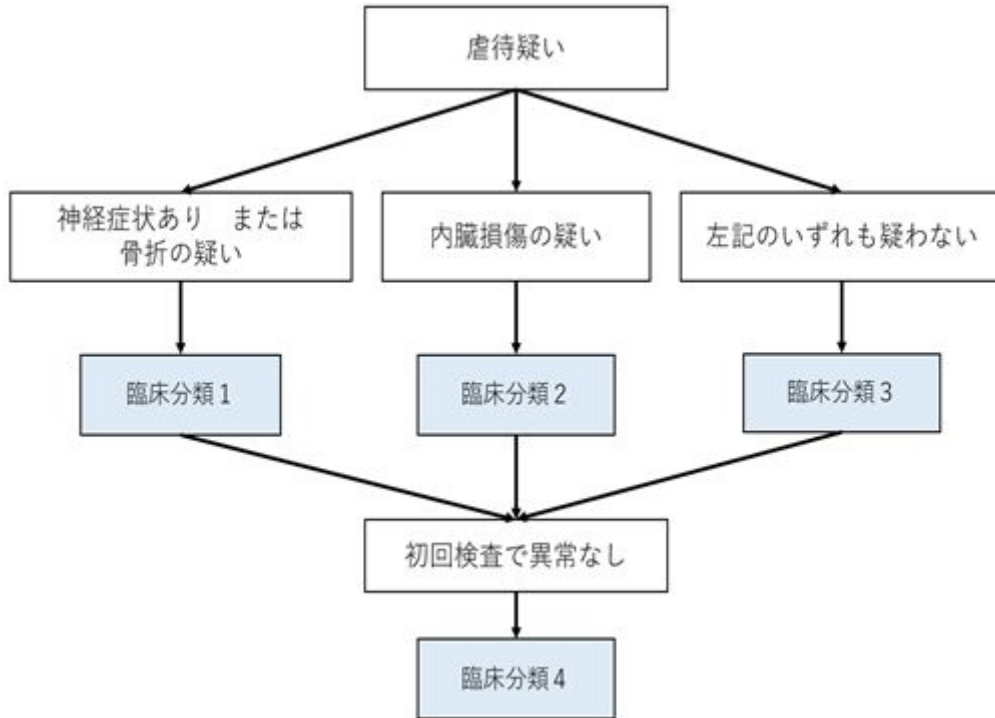 虐待疑い
神経症状あり　または
骨折の疑い
内臓損傷の疑い
左記のいずれも疑わない
臨床分類１
臨床分類２
臨床分類３
初回検査で異常なし
臨床分類４